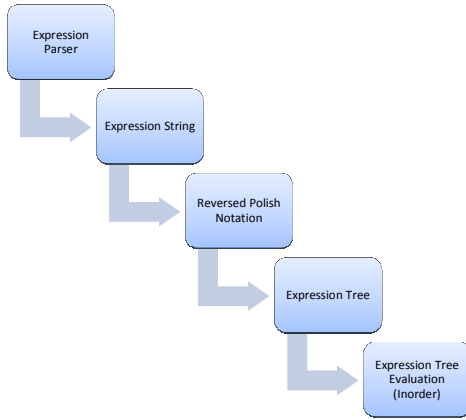 Expression
Parser
Expression String
Reversed Polish
Notation
Expression Tree
Expression Tree
Evaluation
(Inorder)